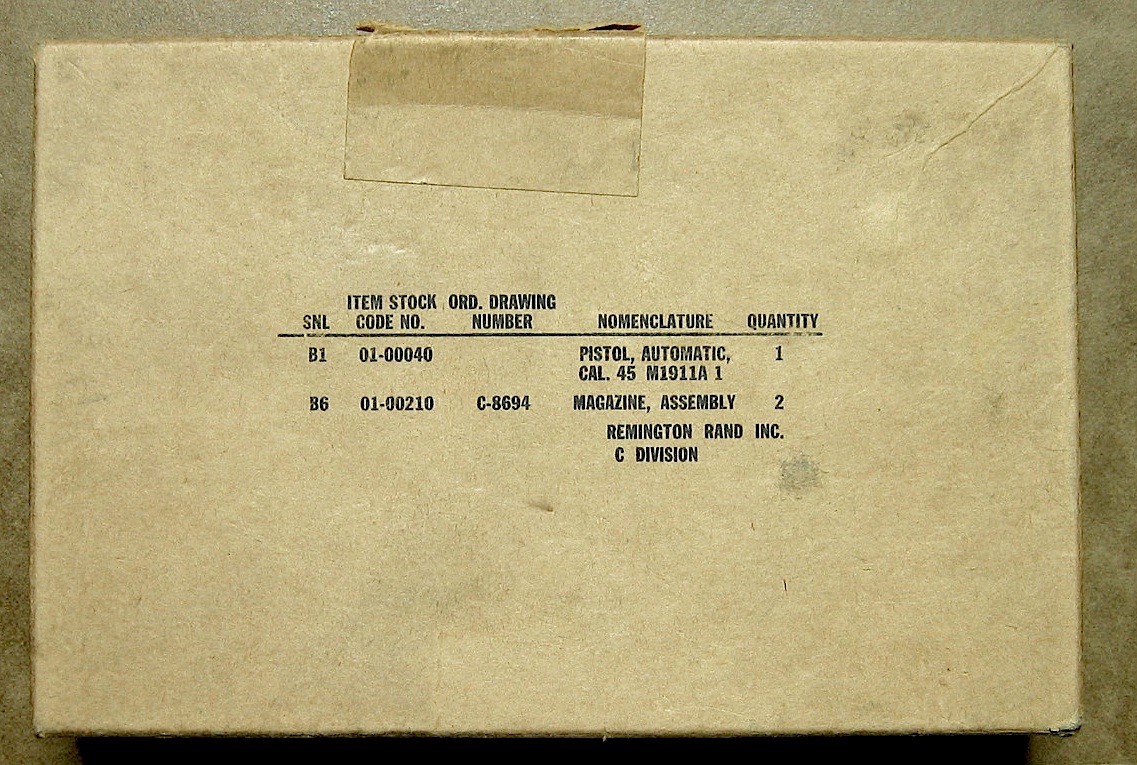 ITEM STOCK ORD. DRAWING
SNL CODE NO. NUMBER NOMENCLATURE QUANTITY
B1 01-00040 PISTOL, AUTOMATIC, 1
CAL. 45 M1911A 1
B6 01-00210 C-8694 MAGAZINE, ASSEMBLY 2
REMINGTON RAND INC.
C DIVISION